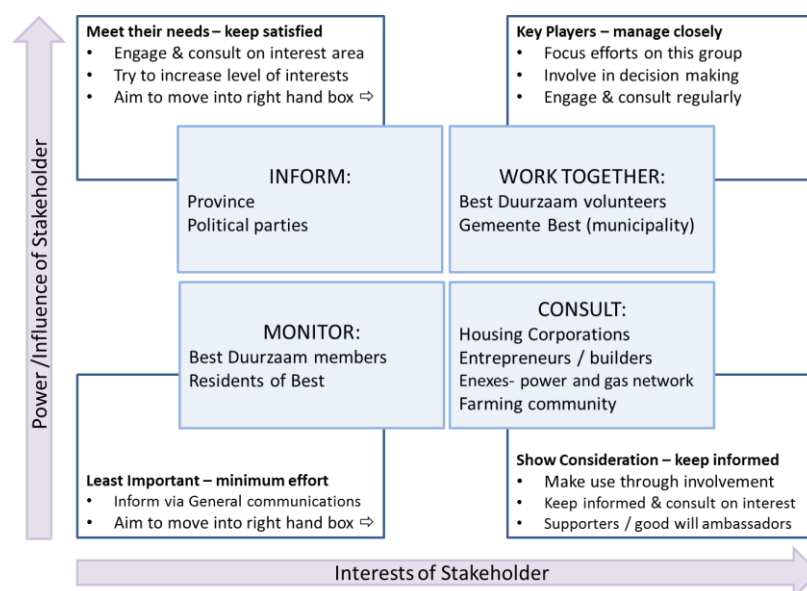 Meet their needs – keep satisfied
• Engage & consult on interest area
• Try to increase level of interests
• Aim to move into right hand box ⇨
Key Players – manage closely
• Focus efforts on this group
• Involve in decision making
• Engage & consult regularly
INFORM:
Province
Political parties
WORK TOGETHER:
Best Duurzaam volunteers
Gemeente Best (municipality)
MONITOR:
Best Duurzaam members
Residents of Best
CONSULT:
Housing Corporations
Entrepreneurs / builders
Enexes- power and gas network
Farming community
Least Important – minimum effort
• Inform via General communications
• Aim to move into right hand box ⇨
Show Consideration – keep informed
• Make use through involvement
• Keep informed & consult on interest
• Supporters / good will ambassadors
Power /Influence of Stakeholder
Interests of Stakeholder